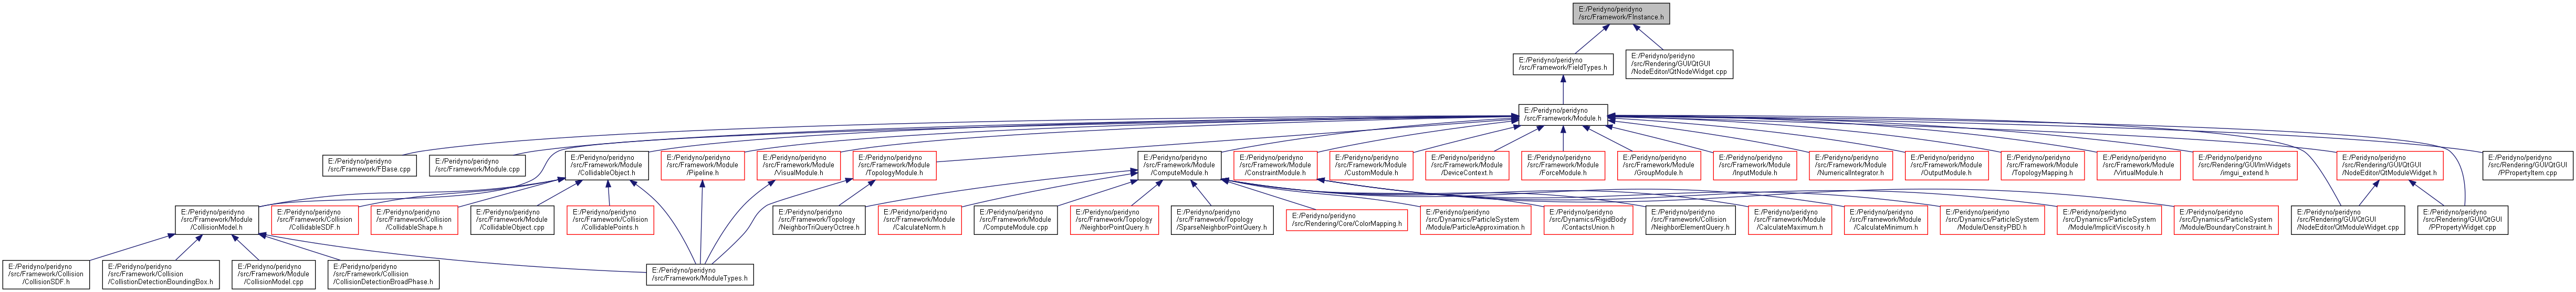 E:/Peridyno/peridyno
/src/Framework/FInstance.h
E:/Peridyno/peridyno
/src/Framework/FieldTypes.h
E:/Peridyno/peridyno
/src/Rendering/GUI/QtGUI
/NodeEditor/QtNodeWidget.cpp
E:/Peridyno/peridyno
/src/Framework/Module.h
E:/Peridyno/peridyno
/src/Framework/FBase.cpp
E:/Peridyno/peridyno
/src/Framework/Module.cpp
E:/Peridyno/peridyno
/src/Framework/Module
/CollidableObject.h
E:/Peridyno/peridyno
/src/Framework/Module
/Pipeline.h
E:/Peridyno/peridyno
/src/Framework/Module
/VisualModule.h
E:/Peridyno/peridyno
/src/Framework/Module
/TopologyModule.h
E:/Peridyno/peridyno
/src/Framework/Module
/ComputeModule.h
E:/Peridyno/peridyno
/src/Framework/Module
/ConstraintModule.h
E:/Peridyno/peridyno
/src/Framework/Module
/CustomModule.h
E:/Peridyno/peridyno
/src/Framework/Module
/DeviceContext.h
E:/Peridyno/peridyno
/src/Framework/Module
/ForceModule.h
E:/Peridyno/peridyno
/src/Framework/Module
/GroupModule.h
E:/Peridyno/peridyno
/src/Framework/Module
/InputModule.h
E:/Peridyno/peridyno
/src/Framework/Module
/NumericalIntegrator.h
E:/Peridyno/peridyno
/src/Framework/Module
/OutputModule.h
E:/Peridyno/peridyno
/src/Framework/Module
/TopologyMapping.h
E:/Peridyno/peridyno
/src/Framework/Module
/VirtualModule.h
E:/Peridyno/peridyno
/src/Rendering/GUI/ImWidgets
/imgui_extend.h
E:/Peridyno/peridyno
/src/Rendering/GUI/QtGUI
/NodeEditor/QtModuleWidget.h
E:/Peridyno/peridyno
/src/Rendering/GUI/QtGUI
/PPropertyItem.cpp
E:/Peridyno/peridyno
/src/Framework/Module
/CollisionModel.h
E:/Peridyno/peridyno
/src/Framework/Collision
/CollidableSDF.h
E:/Peridyno/peridyno
/src/Framework/Collision
/CollidatableShape.h
E:/Peridyno/peridyno
/src/Framework/Module
/CollidableObject.cpp
E:/Peridyno/peridyno
/src/Framework/Collision
/CollidablePoints.h
E:/Peridyno/peridyno
/src/Framework/Topology
/NeighborTriQueryOctree.h
E:/Peridyno/peridyno
/src/Framework/Module
/CalculateNorm.h
E:/Peridyno/peridyno
/src/Framework/Module
/ComputeModule.cpp
E:/Peridyno/peridyno
/src/Framework/Topology
/NeighborPointQuery.h
E:/Peridyno/peridyno
/src/Framework/Topology
/SparseNeighborPointQuery.h
E:/Peridyno/peridyno
/src/Rendering/Core/ColorMapping.h
E:/Peridyno/peridyno
/src/Dynamics/ParticleSystem
/Module/ParticleApproximation.h
E:/Peridyno/peridyno
/src/Dynamics/RigidBody
/ContactsUnion.h
E:/Peridyno/peridyno
/src/Framework/Collision
/NeighborElementQuery.h
E:/Peridyno/peridyno
/src/Framework/Module
/CalculateMaximum.h
E:/Peridyno/peridyno
/src/Framework/Module
/CalculateMinimum.h
E:/Peridyno/peridyno
/src/Dynamics/ParticleSystem
/Module/DensityPBD.h
E:/Peridyno/peridyno
/src/Dynamics/ParticleSystem
/Module/ImplicitViscosity.h
E:/Peridyno/peridyno
/src/Dynamics/ParticleSystem
/Module/BoundaryConstraint.h
E:/Peridyno/peridyno
/src/Rendering/GUI/QtGUI
/NodeEditor/QtModuleWidget.cpp
E:/Peridyno/peridyno
/src/Rendering/GUI/QtGUI
/PPropertyWidget.cpp
E:/Peridyno/peridyno
/src/Framework/Collision
/CollisionSDF.h
E:/Peridyno/peridyno
/src/Framework/Collision
/CollistionDetectionBoundingBox.h
E:/Peridyno/peridyno
/src/Framework/Module
/CollisionModel.cpp
E:/Peridyno/peridyno
/src/Framework/Collision
/CollisionDetectionBroadPhase.h
E:/Peridyno/peridyno
/src/Framework/ModuleTypes.h